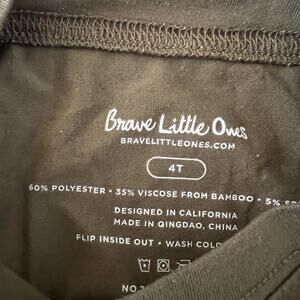 Brave Little Ones
BRAVELITTLEONES.COM
4T
60% POLYESTER • 35% VISCOSE FROM BAMBOO • 5%
DESIGNED IN CALIFORNIA
MADE IN QINGDAO, CHINA
FLIP INSIDE OUT • WASH COLD
NO